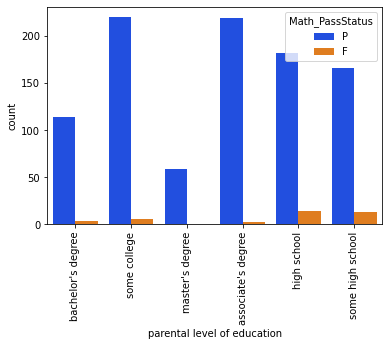 Math_PassStatus
P
F
200
150
100
50
0
count
bachelor's degree
some college
master's degree
associate's degree
high school
some high school
parental level of education